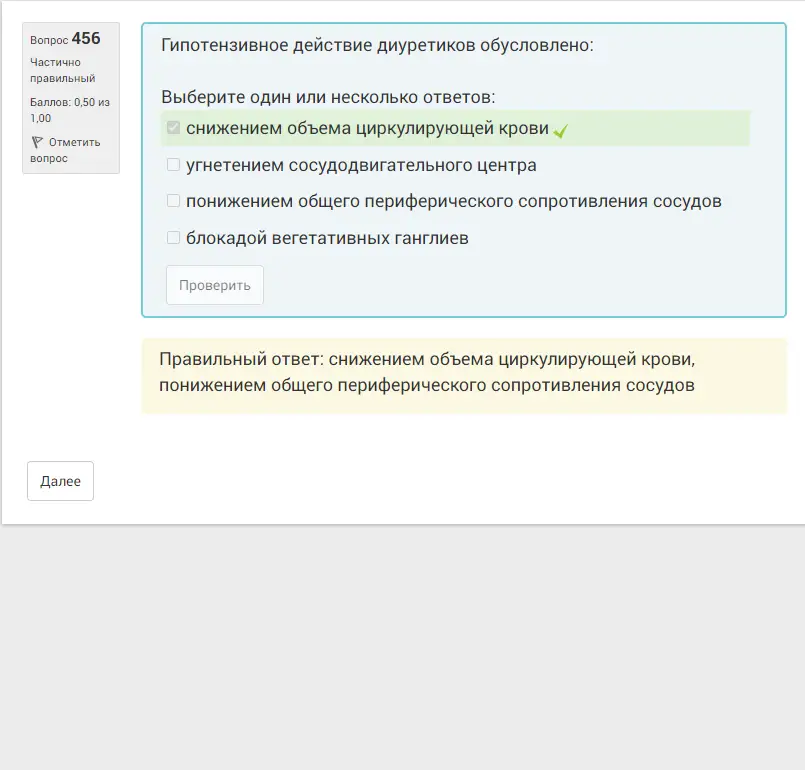 Вопрос 456
Частично
правильный
Баллов: 0,50 из
1,00
Отметить
вопрос
Гипотензивное действие диуретиков обусловлено:
Выберите один или несколько ответов:
снижением объема циркулирующей крови
угнетением сосудодвигательного центра
понижением общего периферического сопротивления сосудов
блокадой вегетативных ганглиев
Проверить
Правильный ответ: снижением объема циркулирующей крови,
понижением общего периферического сопротивления сосудов
Далее